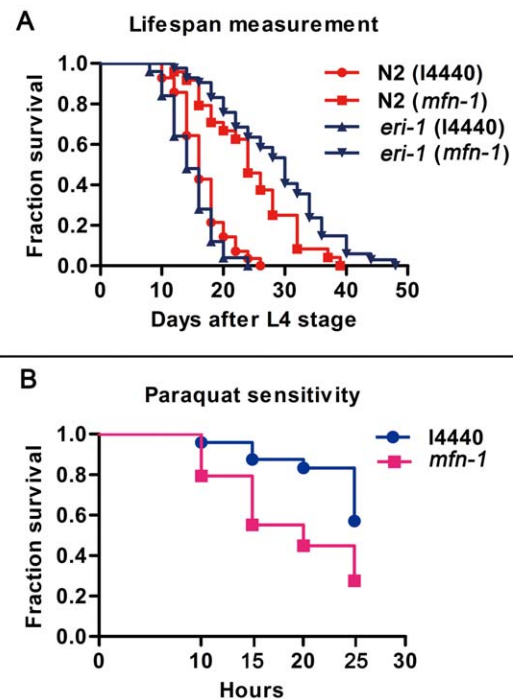 A
Lifespan measurement
Fraction survival
1.0
0.8
0.6
0.4
0.2
0.0
0 10 20 30 40 50
Days after L4 stage
N2 (l4440)
N2 (mfn-1)
eri-1 (l4440)
eri-1 (mfn-1)
B
Paraquat sensitivity
Fraction survival
1.0
0.8
0.6
0.4
0.2
0.0
0 10 15 20 25 30
Hours
l4440
mfn-1